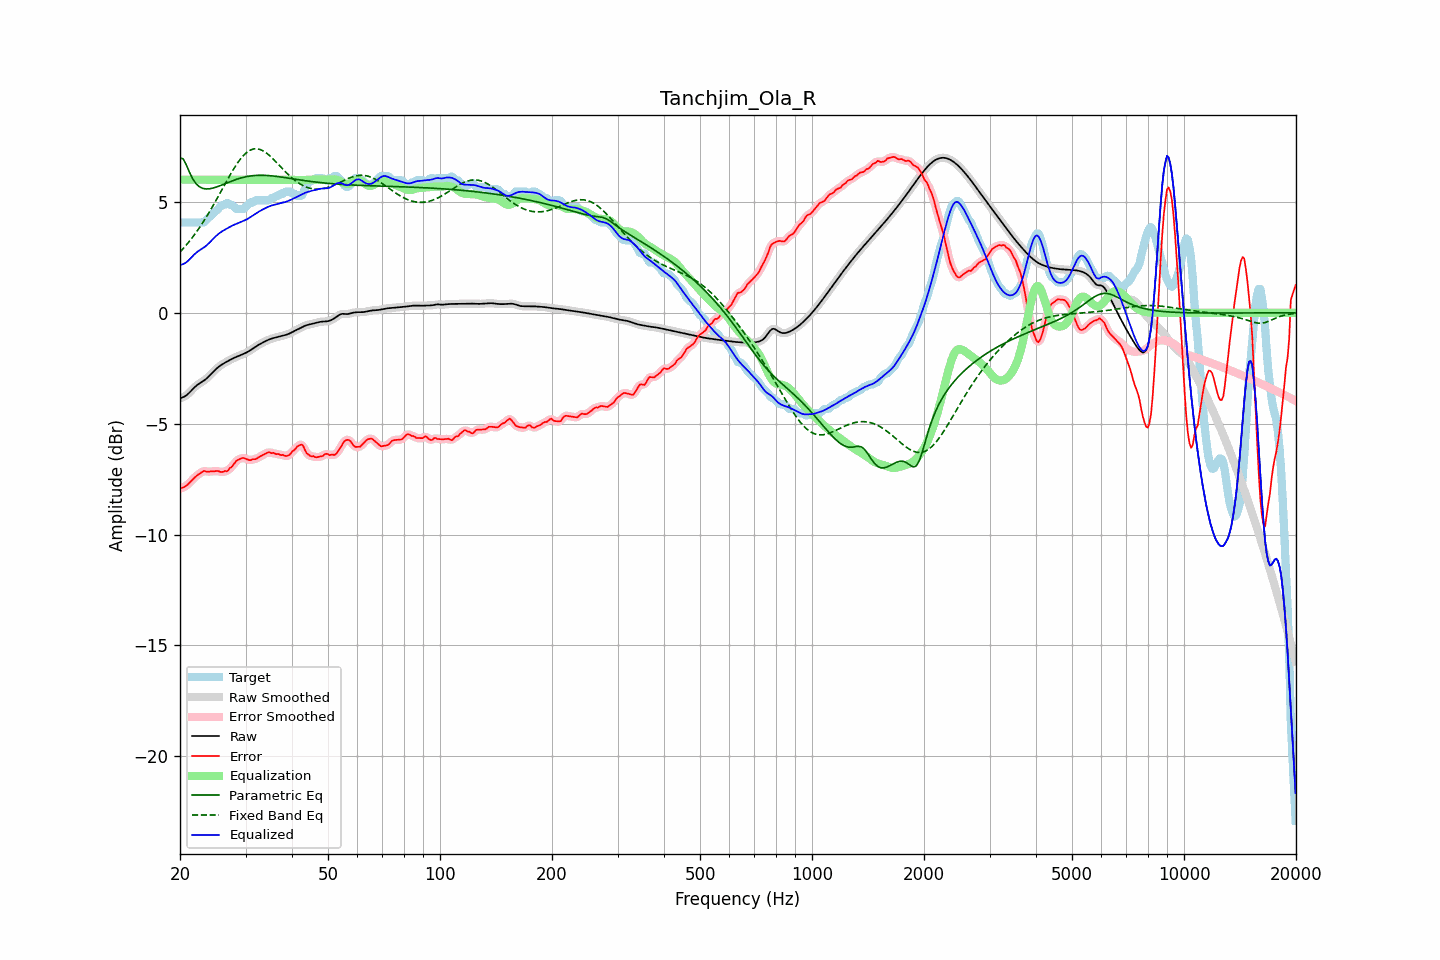 Tanchjim_Ola_R
Amplitude (dBr)
5
0
−5
−10
−15
−20
Target
Raw Smoothed
Error Smoothed
Raw
Error
Equalization
Parametric Eq
Fixed Band Eq
Equalized
20 50 100 200 500 1000 2000 5000 10000 20000
Frequency (Hz)